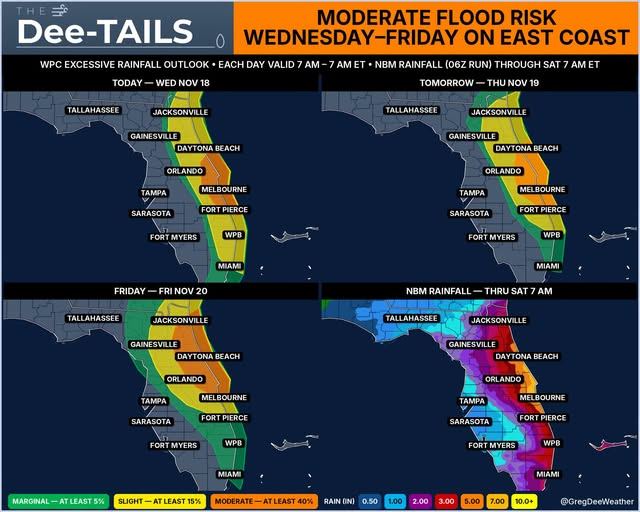 THE
Dee-TAILS
MODERATE FLOOD RISK
WEDNESDAY–FRIDAY ON EAST COAST
WPC EXCESSIVE RAINFALL OUTLOOK • EACH DAY VALID 7 AM – 7 AM ET • NBM RAINFALL (06Z RUN) THROUGH SAT 7 AM ET
TODAY — WED NOV 18
TALLAHASSEE
JACKSONVILLE
GAINESVILLE
DAYTONA BEACH
ORLANDO
MELBOURNE
TAMPA
FORT PIERCE
SARASOTA
WPB
FORT MYERS
MIAMI
TOMORROW — THU NOV 19
TALLAHASSEE
JACKSONVILLE
GAINESVILLE
DAYTONA BEACH
ORLANDO
MELBOURNE
TAMPA
FORT PIERCE
SARASOTA
WPB
FORT MYERS
MIAMI
FRIDAY — FRI NOV 20
TALLAHASSEE
JACKSONVILLE
GAINESVILLE
DAYTONA BEACH
ORLANDO
MELBOURNE
TAMPA
FORT PIERCE
SARASOTA
WPB
FORT MYERS
MIAMI
NBM RAINFALL — THRU SAT 7 AM
TALLAHASSEE
JACKSONVILLE
GAINESVILLE
DAYTONA BEACH
ORLANDO
MELBOURNE
TAMPA
FORT PIERCE
SARASOTA
WPB
FORT MYERS
MIAMI
MARGINAL — AT LEAST 5% SLIGHT — AT LEAST 15% MODERATE — AT LEAST 40% RAIN (IN) 0.50 1.00 2.00 3.00 5.00 7.00 10.0+ @GregDeeWeather